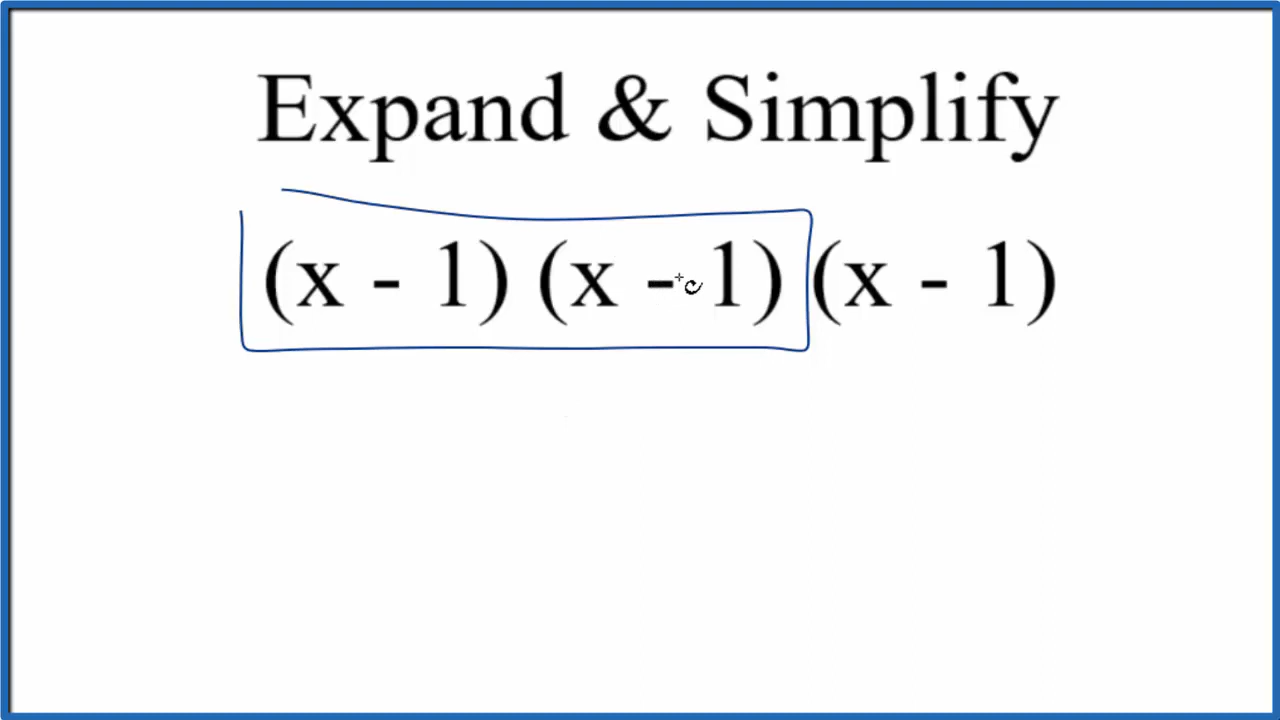 Expand & Simplify
(x - 1) (x - 1) (x - 1)